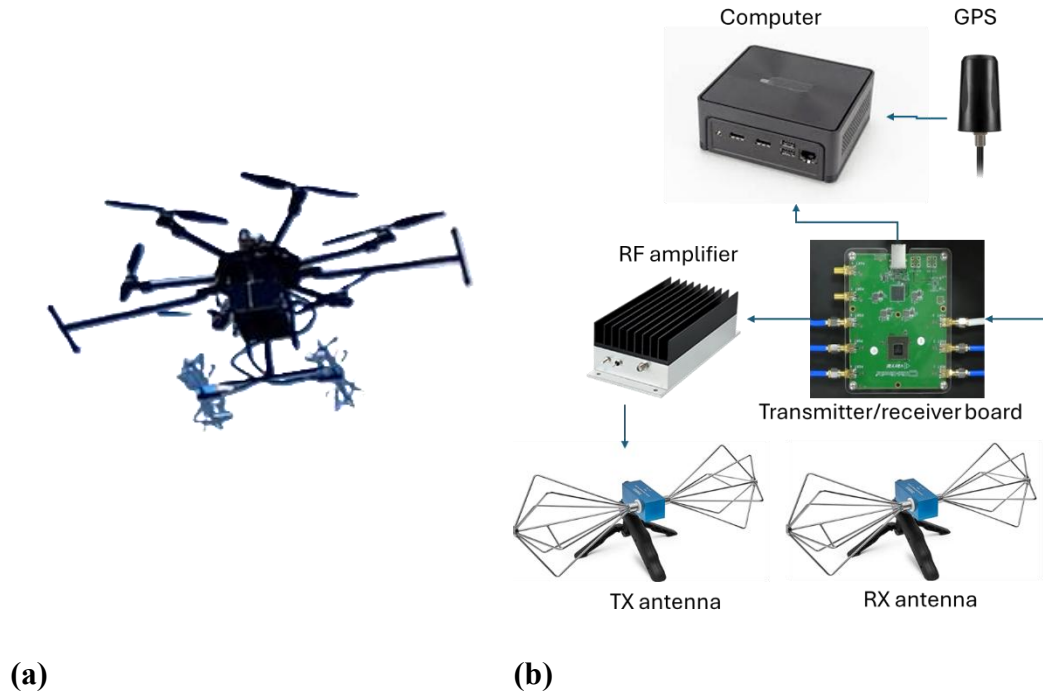 Computer
GPS
RF amplifier
Transmitter/receiver board
TX antenna
RX antenna
(a)
(b)